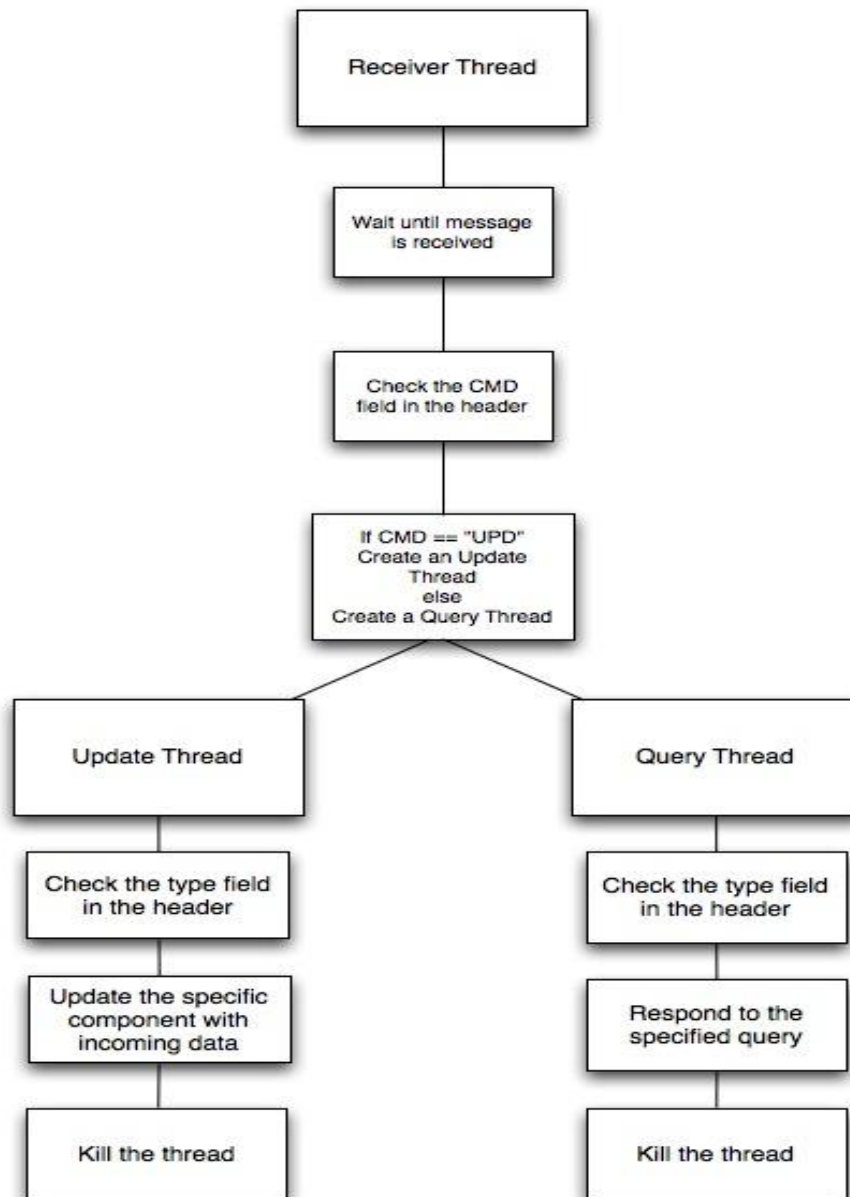 Receiver Thread
Wait until message
is received
Check the CMD
field in the header
If CMD == "UPD"
Create an Update
Thread
else
Create a Query Thread
Update Thread
Check the type field
in the header
Update the specific
component with
incoming data
Kill the thread
Query Thread
Check the type field
in the header
Respond to the
specified query
Kill the thread